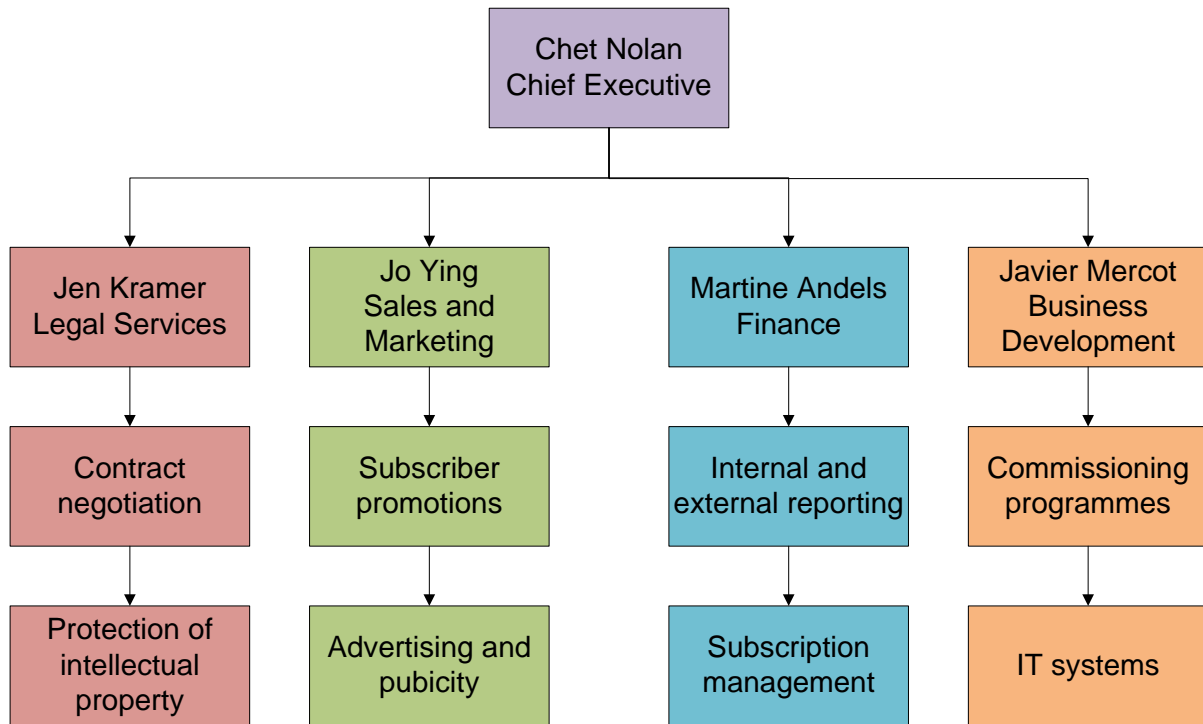 Chet Nolan
Chief Executive
Jen Kramer
Legal Services
Jo Ying
Sales and
Marketing
Martine Andels
Finance
Javier Mercot
Business
Development
Contract
negotiation
Subscriber
promotions
Internal and
external reporting
Commissioning
programmes
Protection of
intellectual
property
Advertising and
pubicity
Subscription
management
IT systems